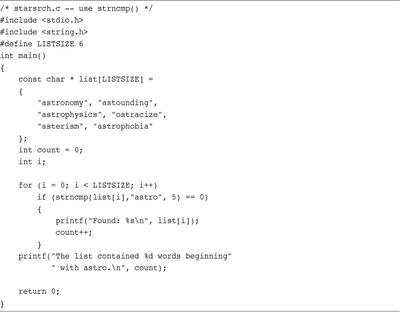 /* starsrch.c -- use strncmp() */
#include <stdio.h>
#include <string.h>
#define LISTSIZE 6
int main()
{
    const char * list[LISTSIZE] =
    {
        "astronomy", "astounding",
        "astrophysics", "ostracize",
        "asterism", "astrophobia"
    };
    int count = 0;
    int i;

    for (i = 0; i < LISTSIZE; i++)
        if (strncmp(list[i],"astro", 5) == 0)
        {
            printf("Found: %s\n", list[i]);
            count++;
        }
    printf("The list contained %d words beginning"
           " with astro.\n", count);

    return 0;
}